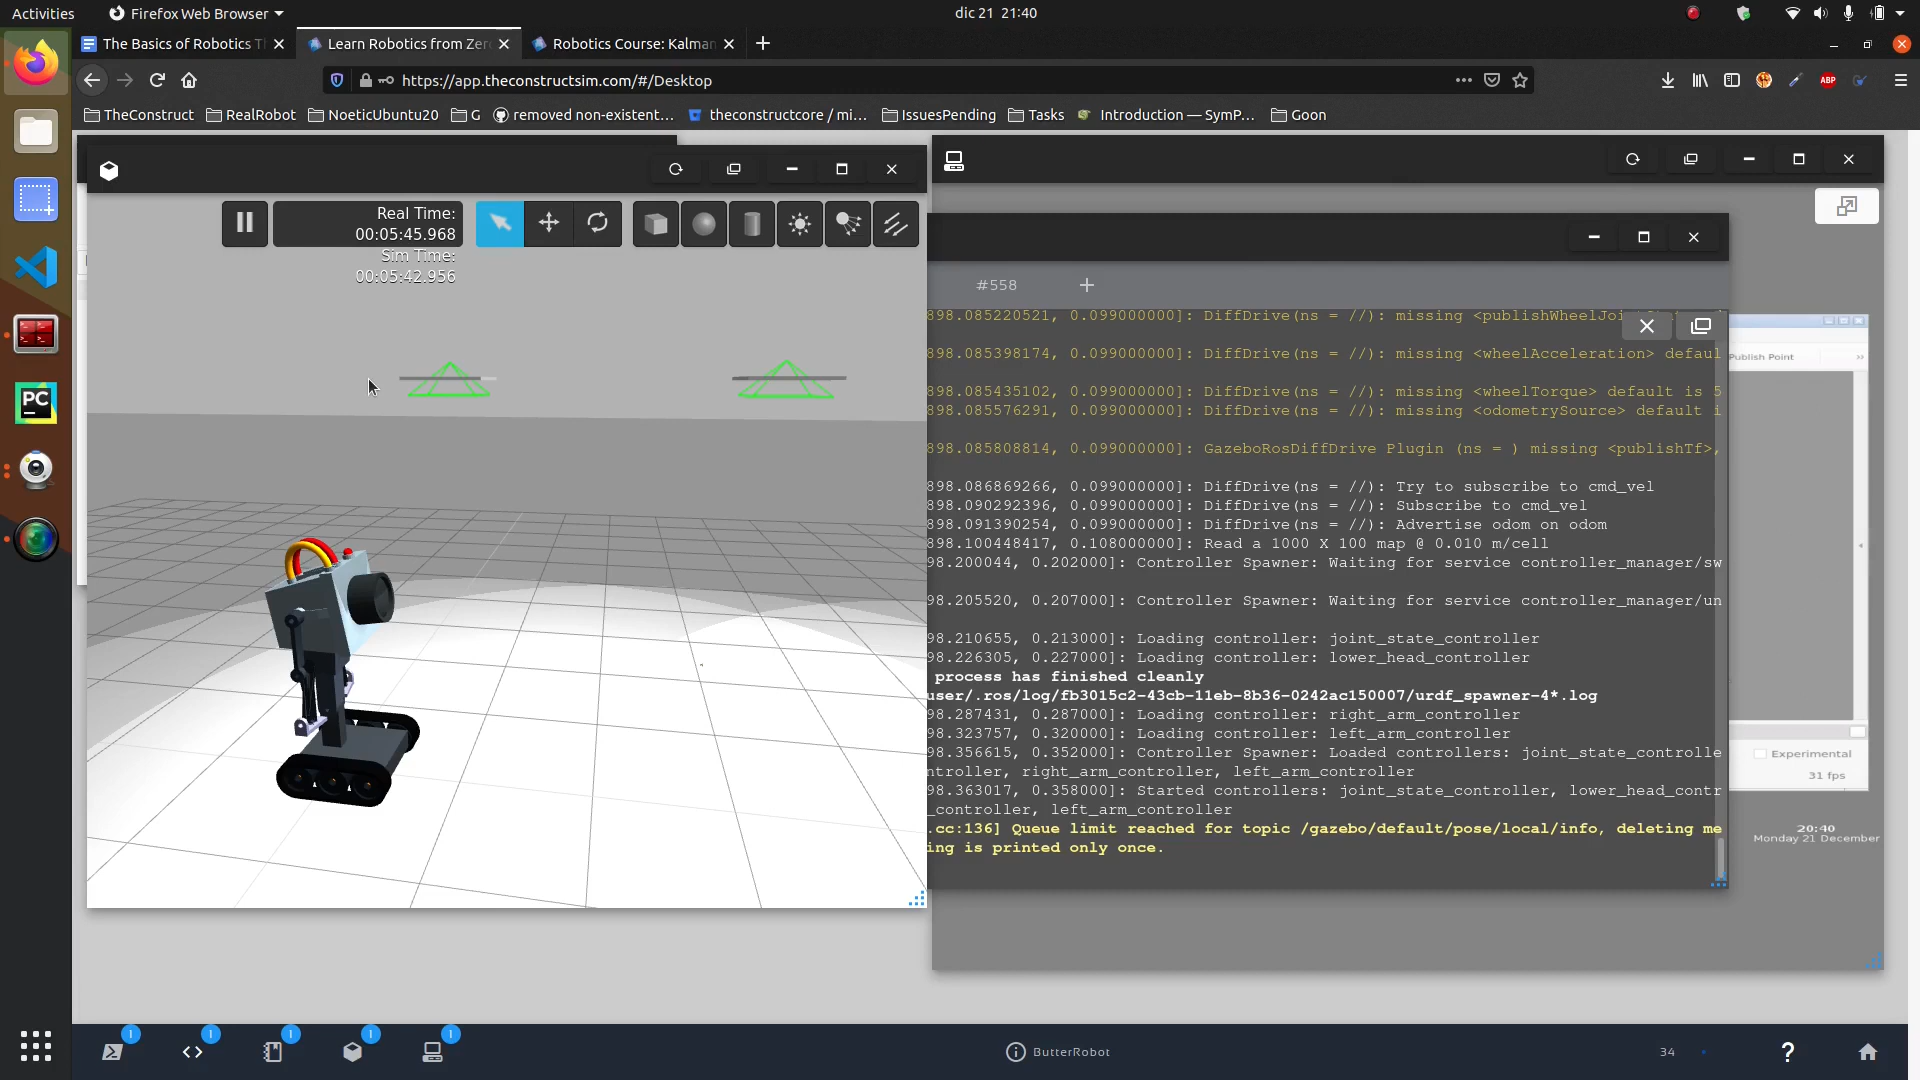 Activities
Firefox Web Browser
dic 21 21:40
The Basics of Robotics T
Learn Robotics from Zero
Robotics Course: Kalman
https://app.theconstructsim.com/#/Desktop
ABP
TheConstruct
RealRobot
NoeticUbuntu20
G
removed non-existent…
theconstructcore / mi…
IssuesPending
Tasks
Introduction — SymP…
Goon
Real Time:
00:05:45.968
Sim Time:
00:05:42.956
#558
898.085220521, 0.099000000]: DiffDrive(ns = //): missing <publishWheelJoi
898.085398174, 0.099000000]: DiffDrive(ns = //): missing <wheelAcceleration> defaul
898.085435102, 0.099000000]: DiffDrive(ns = //): missing <wheelTorque> default is 5
898.085576291, 0.099000000]: DiffDrive(ns = //): missing <odometrySource> default i
898.085808814, 0.099000000]: GazeboRosDiffDrive Plugin (ns = ) missing <publishTf>,
898.086869266, 0.099000000]: DiffDrive(ns = //): Try to subscribe to cmd_vel
898.090292396, 0.099000000]: DiffDrive(ns = //): Subscribe to cmd_vel
898.091390254, 0.099000000]: DiffDrive(ns = //): Advertise odom on odom
898.100448417, 0.108000000]: Read a 1000 X 100 map @ 0.010 m/cell
98.200044, 0.202000]: Controller Spawner: Waiting for service controller_manager/sw
98.205520, 0.207000]: Controller Spawner: Waiting for service controller_manager/un
98.210655, 0.213000]: Loading controller: joint_state_controller
98.226305, 0.227000]: Loading controller: lower_head_controller
process has finished cleanly
user/.ros/log/fb3015c2-43cb-11eb-8b36-0242ac150007/urdf_spawner-4*.log
98.287431, 0.287000]: Loading controller: right_arm_controller
98.323757, 0.320000]: Loading controller: left_arm_controller
98.356615, 0.352000]: Controller Spawner: Loaded controllers: joint_state_controlle
ntroller, right_arm_controller, left_arm_controller
98.363017, 0.358000]: Started controllers: joint_state_controller, lower_head_contr
_controller, left_arm_controller
.cc:136] Queue limit reached for topic /gazebo/default/pose/local/info, deleting me
ing is printed only once.
Publish Point
Experimental
31 fps
20:40
Monday 21 December
PC
ButterRobot
34